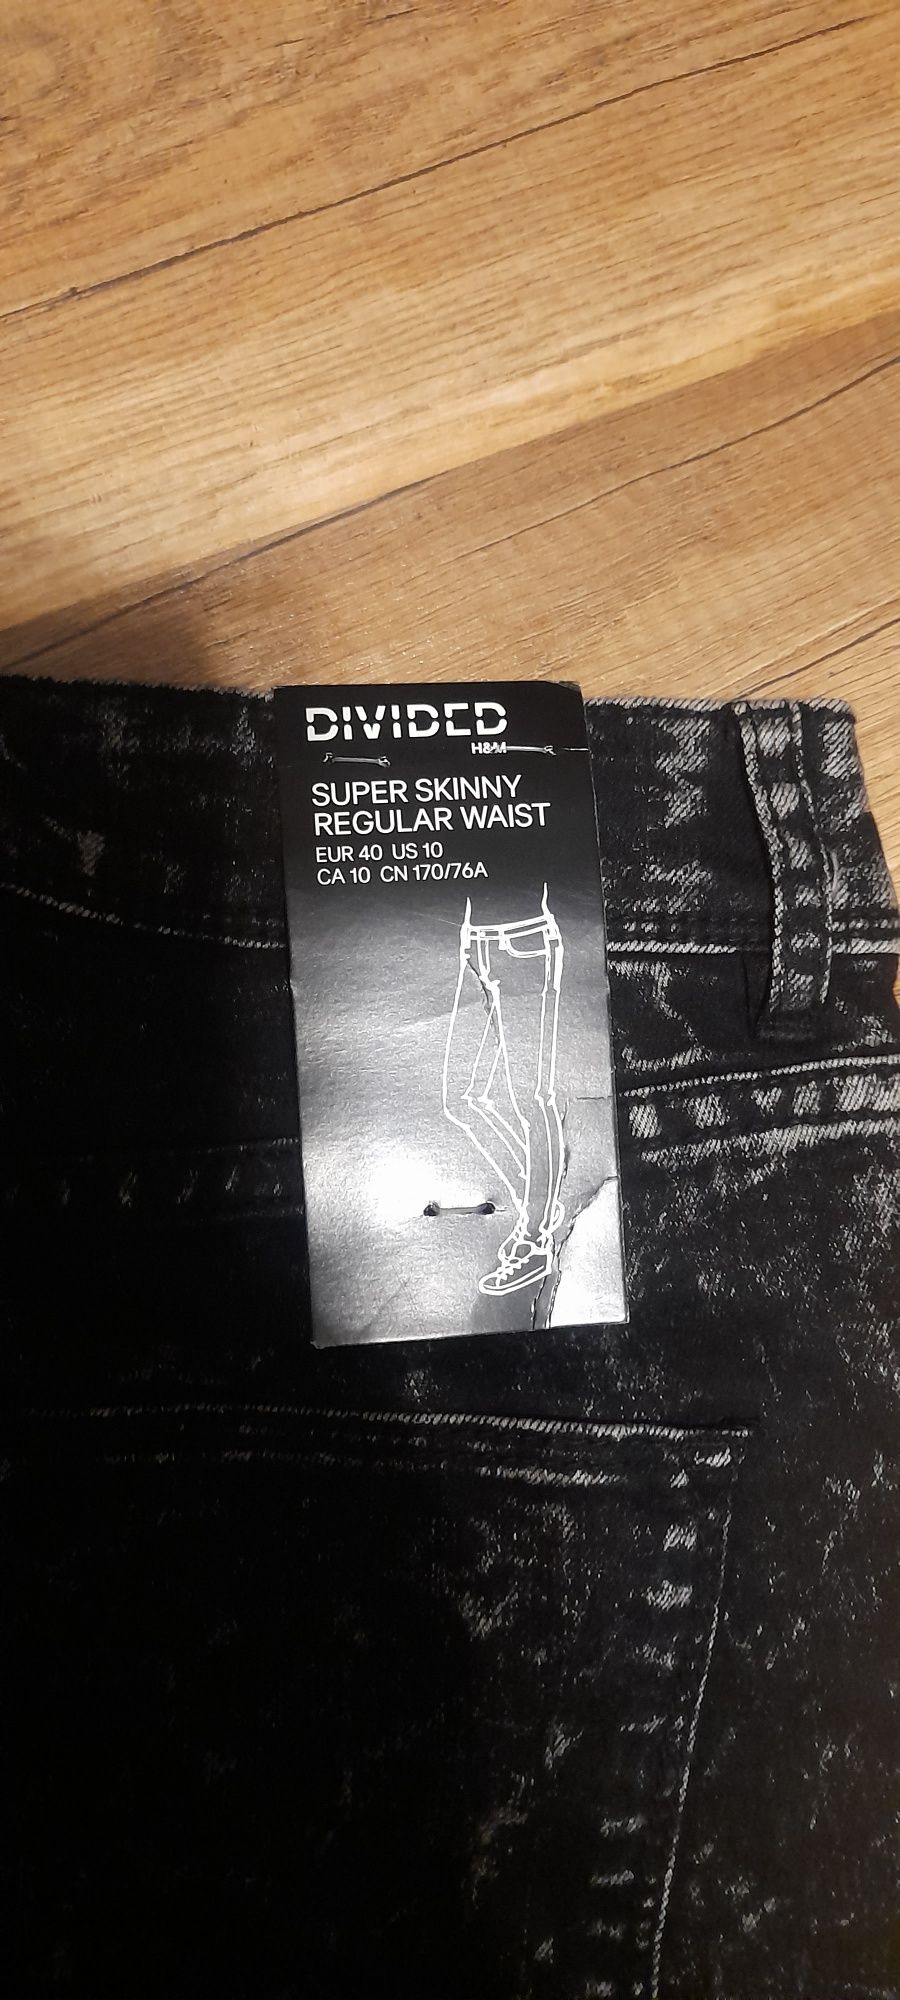 DIVIDED
H&M
SUPER SKINNY
REGULAR WAIST
EUR 40 US 10
CA 10 CN 170/76A